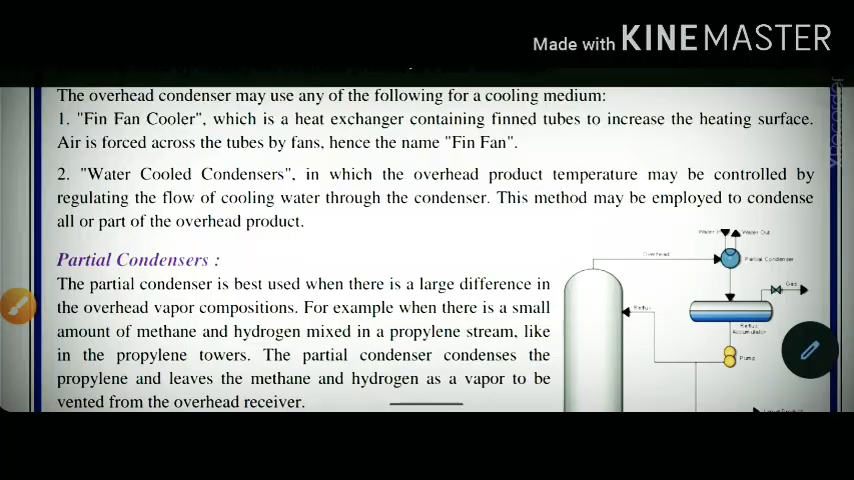 Made with KINEMASTER
The overhead condenser may use any of the following for a cooling medium:
1. "Fin Fan Cooler", which is a heat exchanger containing finned tubes to increase the heating surface.
Air is forced across the tubes by fans, hence the name "Fin Fan".
2. "Water Cooled Condensers", in which the overhead product temperature may be controlled by
regulating the flow of cooling water through the condenser. This method may be employed to condense
all or part of the overhead product.
Partial Condensers :
The partial condenser is best used when there is a large difference in
the overhead vapor compositions. For example when there is a small
amount of methane and hydrogen mixed in a propylene stream, like
in the propylene towers. The partial condenser condenses the
propylene and leaves the methane and hydrogen as a vapor to be
vented from the overhead receiver.
Water Out
Overhead
Partial Condenser
Gas
Reflux
Reflux
Accumulator
Pump
XRecorder